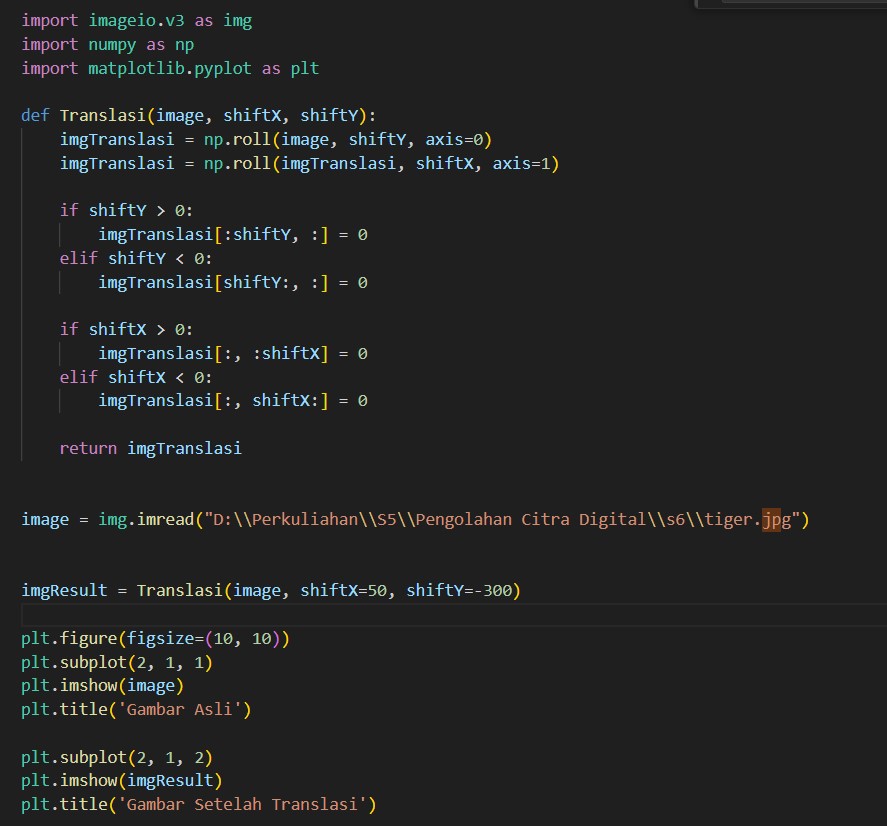 import imageio.v3 as img
import numpy as np
import matplotlib.pyplot as plt
def Translasi(image, shiftX, shiftY):
    imgTranslasi = np.roll(image, shiftY, axis=0)
    imgTranslasi = np.roll(imgTranslasi, shiftX, axis=1)
    if shiftY > 0:
        imgTranslasi[:shiftY, :] = 0
    elif shiftY < 0:
        imgTranslasi[shiftY:, :] = 0
    if shiftX > 0:
        imgTranslasi[:, :shiftX] = 0
    elif shiftX < 0:
        imgTranslasi[:, shiftX:] = 0
    return imgTranslasi
image = img.imread("D:\\Perkuliahan\\S5\\Pengolahan Citra Digital\\s6\\tiger.jpg")
imgResult = Translasi(image, shiftX=50, shiftY=-300)
plt.figure(figsize=(10, 10))
plt.subplot(2, 1, 1)
plt.imshow(image)
plt.title('Gambar Asli')
plt.subplot(2, 1, 2)
plt.imshow(imgResult)
plt.title('Gambar Setelah Translasi')